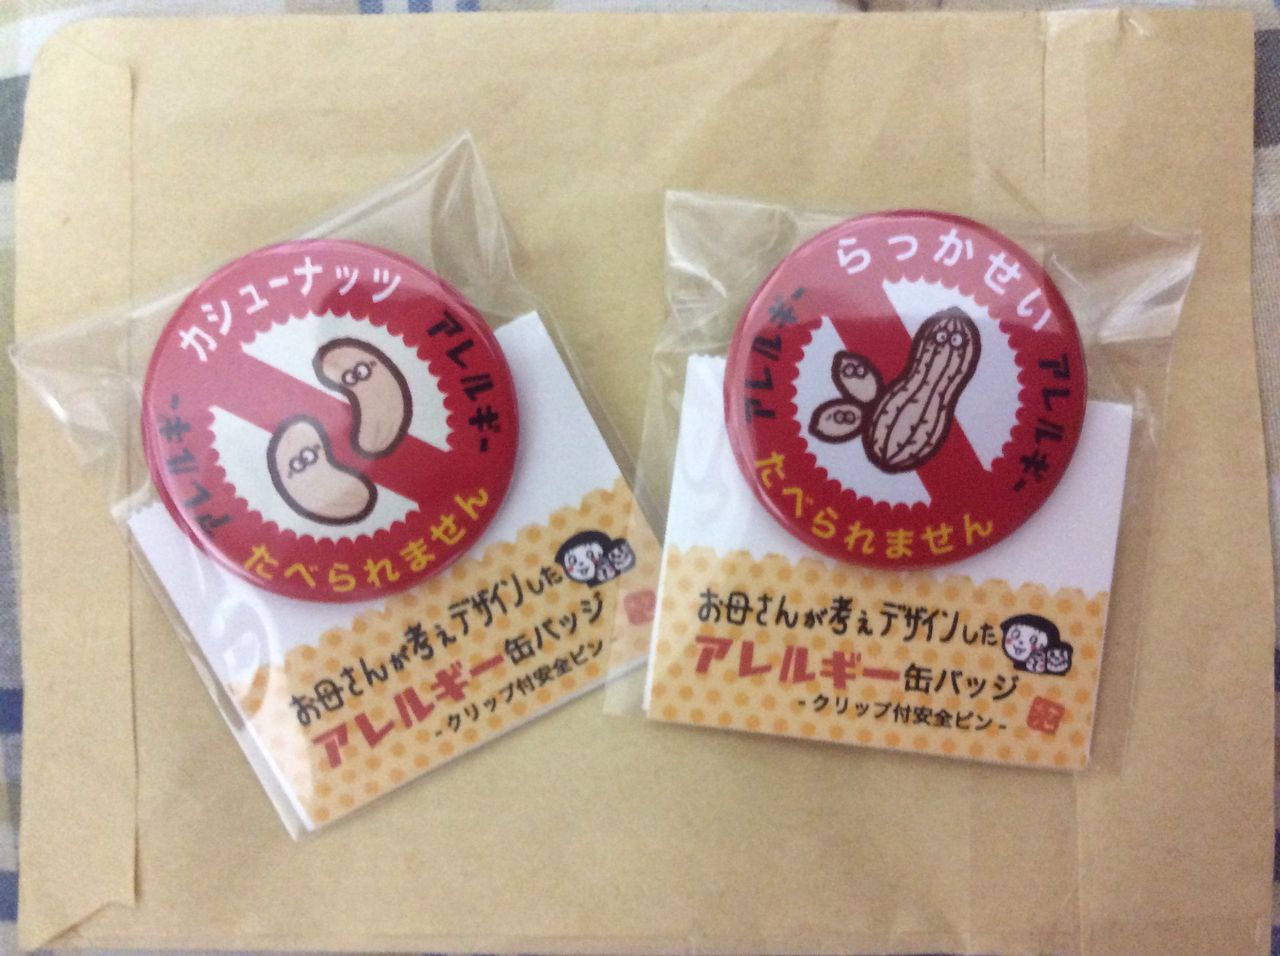 カシューナッツ
アレルギー
アレルギー
たべられません
お母さんが考えデザインした
アレルギー缶バッジ
-クリップ付安全ピン-
らっかせい
アレルギー
アレルギー
たべられません
お母さんが考えデザインした
アレルギー缶バッジ
-クリップ付安全ピン-